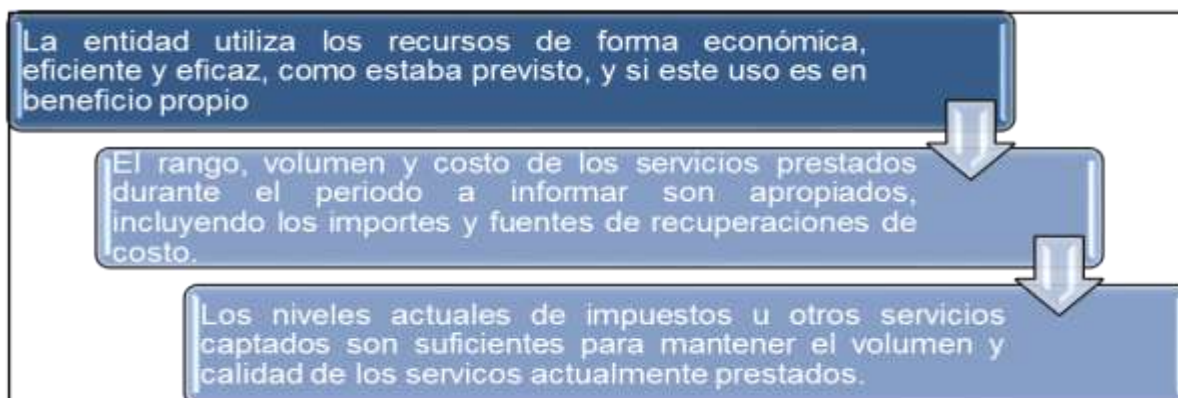 La entidad utiliza los recursos de forma económica,
eficiente y eficaz, como estaba previsto, y si este uso es en
beneficio propio
El rango, volumen y costo de los servicios prestados
durante el periodo a informar son apropiados,
incluyendo los importes y fuentes de recuperaciones de
costo.
Los niveles actuales de impuestos u otros servicios
captados son suficientes para mantener el volumen y
calidad de los servicos actualmente prestados.